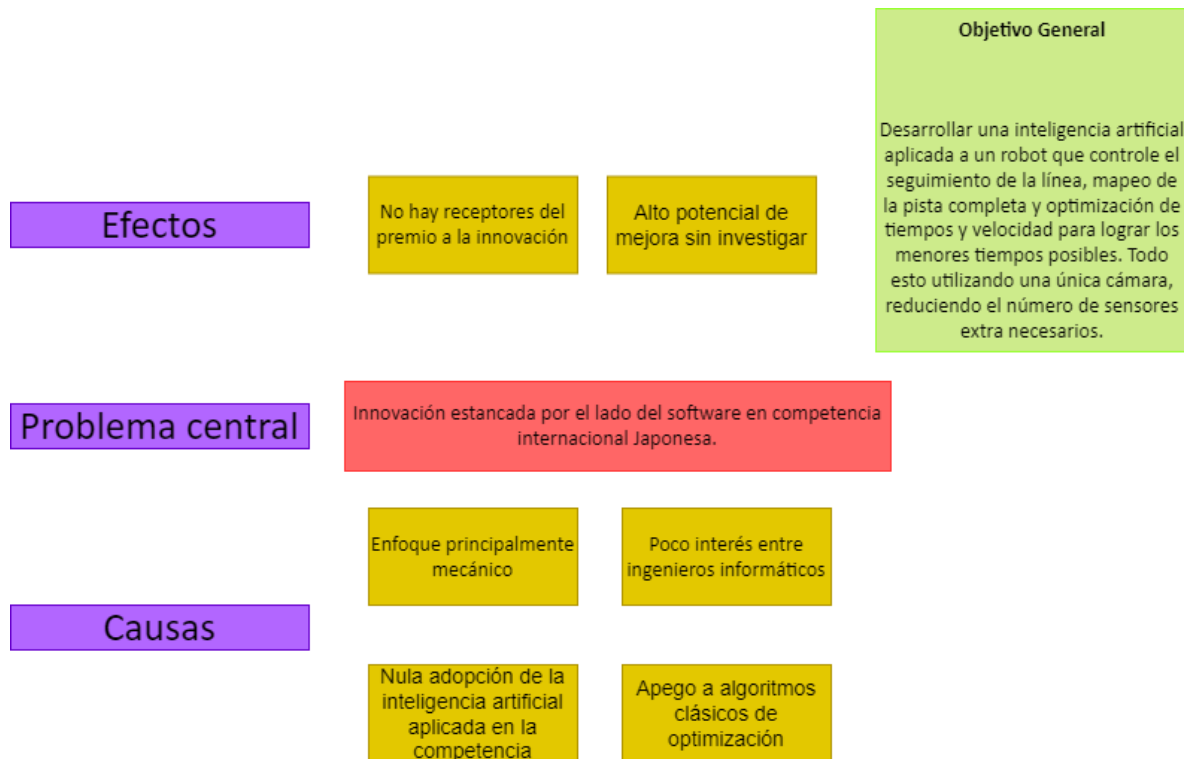 Objetivo General
Desarrollar una inteligencia artificial
aplicada a un robot que controle el
seguimiento de la línea, mapeo de
la pista completa y optimización de
tiempos y velocidad para lograr los
menores tiempos posibles. Todo
esto utilizando una única cámara,
reduciendo el número de sensores
extra necesarios.
Efectos
No hay receptores del
premio a la innovación
Alto potencial de
mejora sin investigar
Problema central
Innovación estancada por el lado del software en competencia
internacional Japonesa.
Causas
Enfoque principalmente
mecánico
Poco interés entre
ingenieros informáticos
Nula adopción de la
inteligencia artificial
aplicada en la
competencia
Apego a algoritmos
clásicos de
optimización